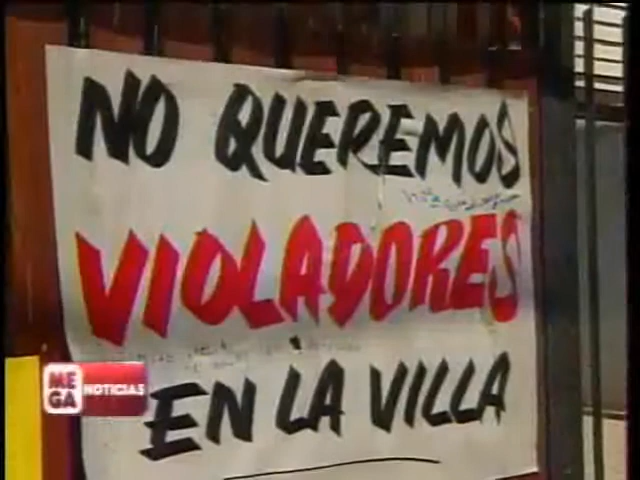 NO QUEREMOS
VIOLADORES
EN LA VILLA
MEGA NOTICIAS